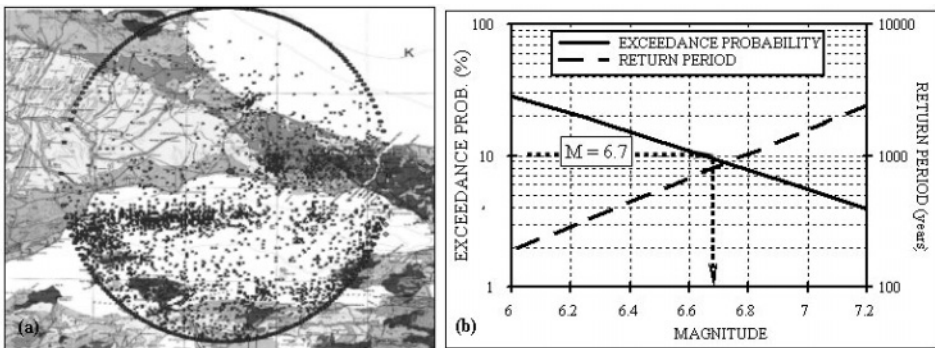 K
(a)
100
10
1
EXCEEDANCE PROB. (%)
EXCEEDANCE PROBABILITY
RETURN PERIOD
M = 6.7
10000
1000
100
RETURN PERIOD (years)
6 6.2 6.4 6.6 6.8 7 7.2
MAGNITUDE
(b)